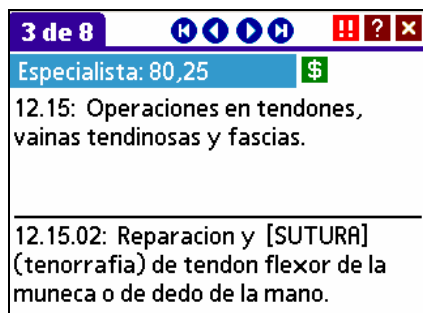 3 de 8 !! ? ×
Especialista: 80,25 $
12.15: Operaciones en tendones,
vainas tendinosas y fascias.
12.15.02: Reparacion y [SUTURA]
(tenorrafia) de tendon flexor de la
muneca o de dedo de la mano.